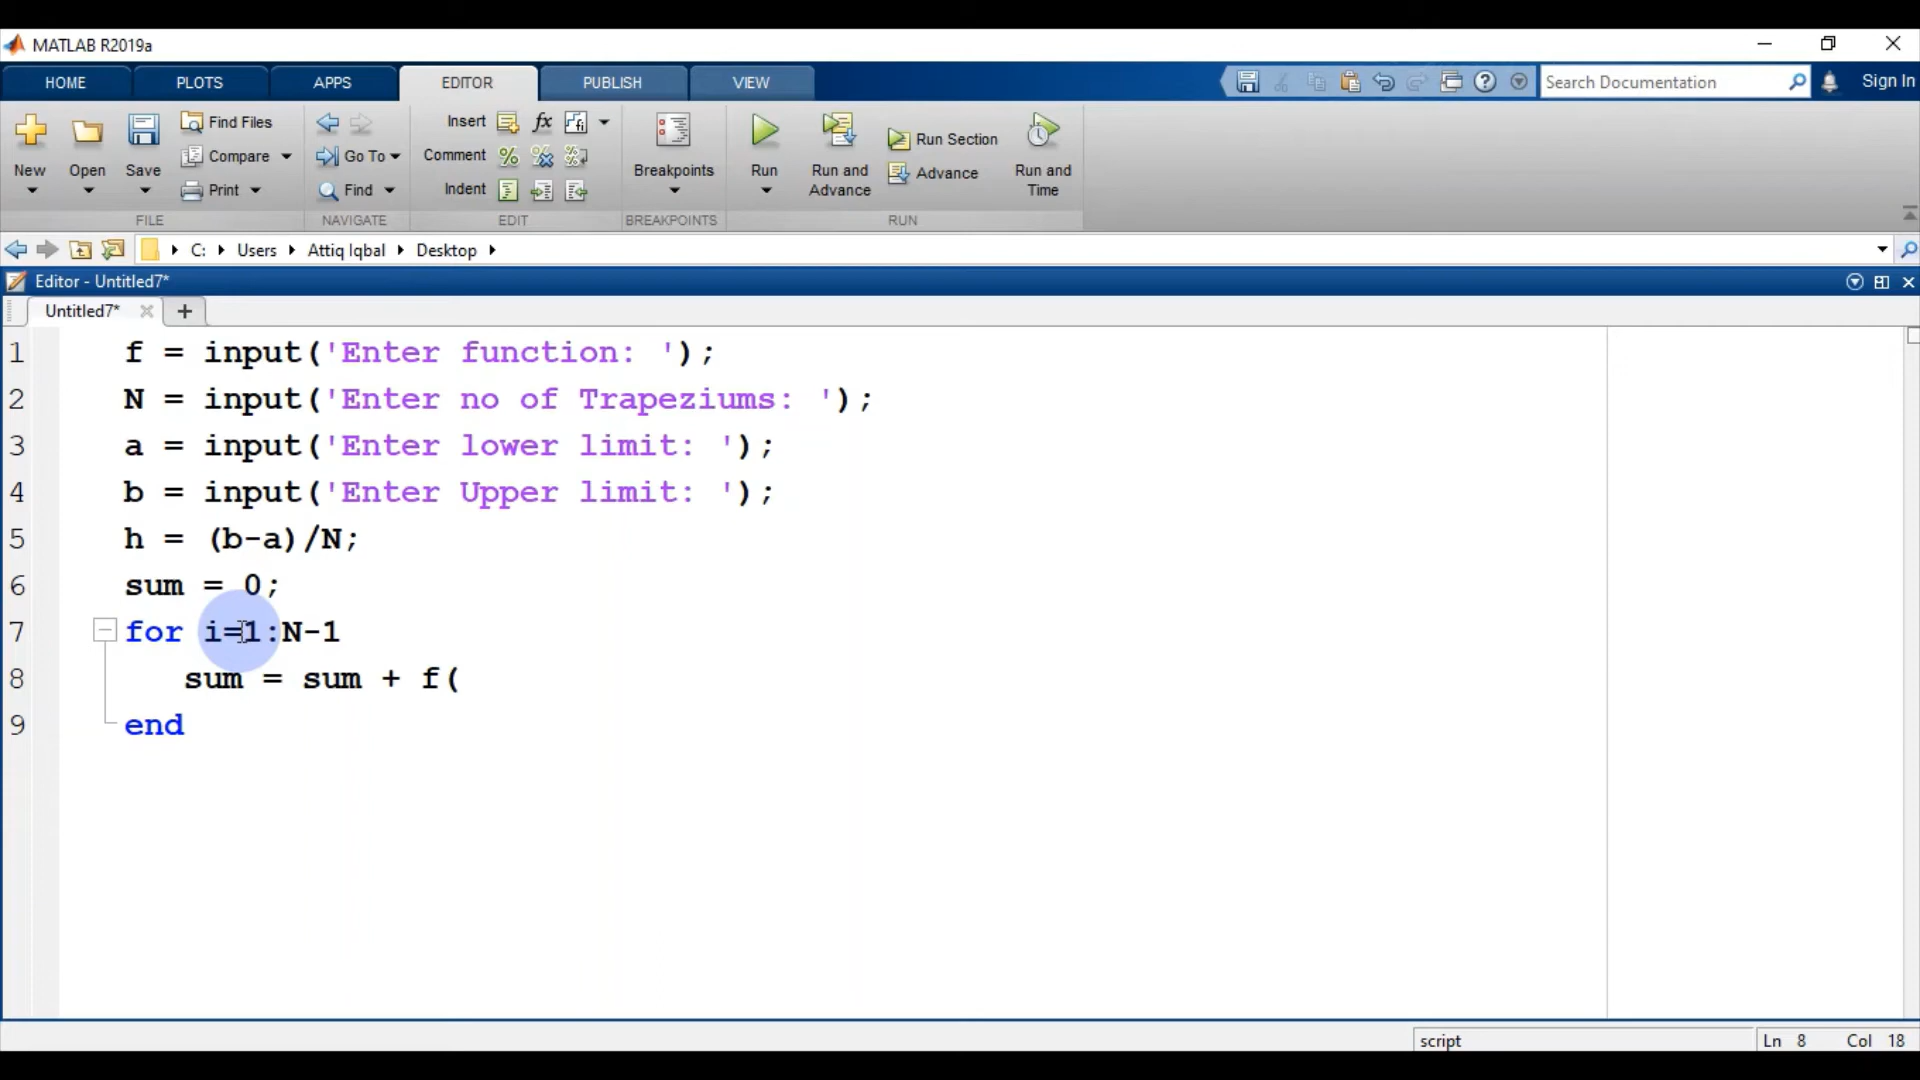 MATLAB R2019a
HOME PLOTS APPS EDITOR PUBLISH VIEW Search Documentation Sign In
New Open Save Find Files Compare Print
Go To Find
Insert Comment Indent fx
Breakpoints Run Run and Advance Run Section Advance Run and Time
FILE NAVIGATE EDIT BREAKPOINTS RUN
C: Users Attiq Iqbal Desktop
Editor - Untitled7*
Untitled7*
1 f = input('Enter function: ');
2 N = input('Enter no of Trapeziums: ');
3 a = input('Enter lower limit: ');
4 b = input('Enter Upper limit: ');
5 h = (b-a)/N;
6 sum = 0;
7 for i=1:N-1
8 sum = sum + f(
9 end
script Ln 8 Col 18